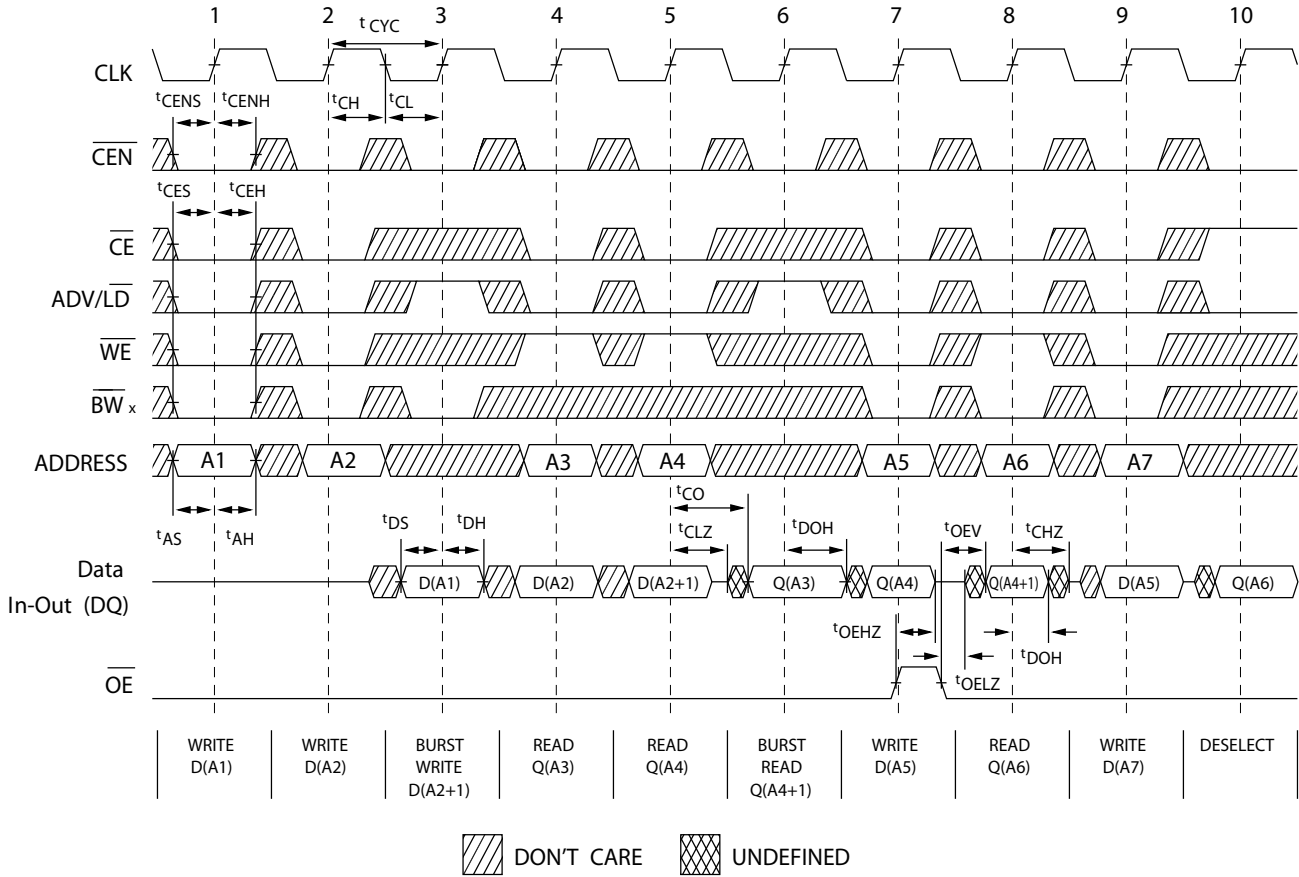 1 2 3 4 5 6 7 8 9 10
tCYC
CLK
tCENS tCENH tCH tCL
CEN
tCES tCEH
CE
ADV/LD
WE
BWx
ADDRESS A1 A2 A3 A4 A5 A6 A7
tCO
tAS tAH tDS tDH tCLZ tDOH tOEV tCHZ
Data
In-Out (DQ)
D(A1) D(A2) D(A2+1) Q(A3) Q(A4) Q(A4+1) D(A5) Q(A6)
tOEHZ tDOH
tOELZ
OE
WRITE
D(A1)
WRITE
D(A2)
BURST
WRITE
D(A2+1)
READ
Q(A3)
READ
Q(A4)
BURST
READ
Q(A4+1)
WRITE
D(A5)
READ
Q(A6)
WRITE
D(A7)
DESELECT
DON'T CARE UNDEFINED